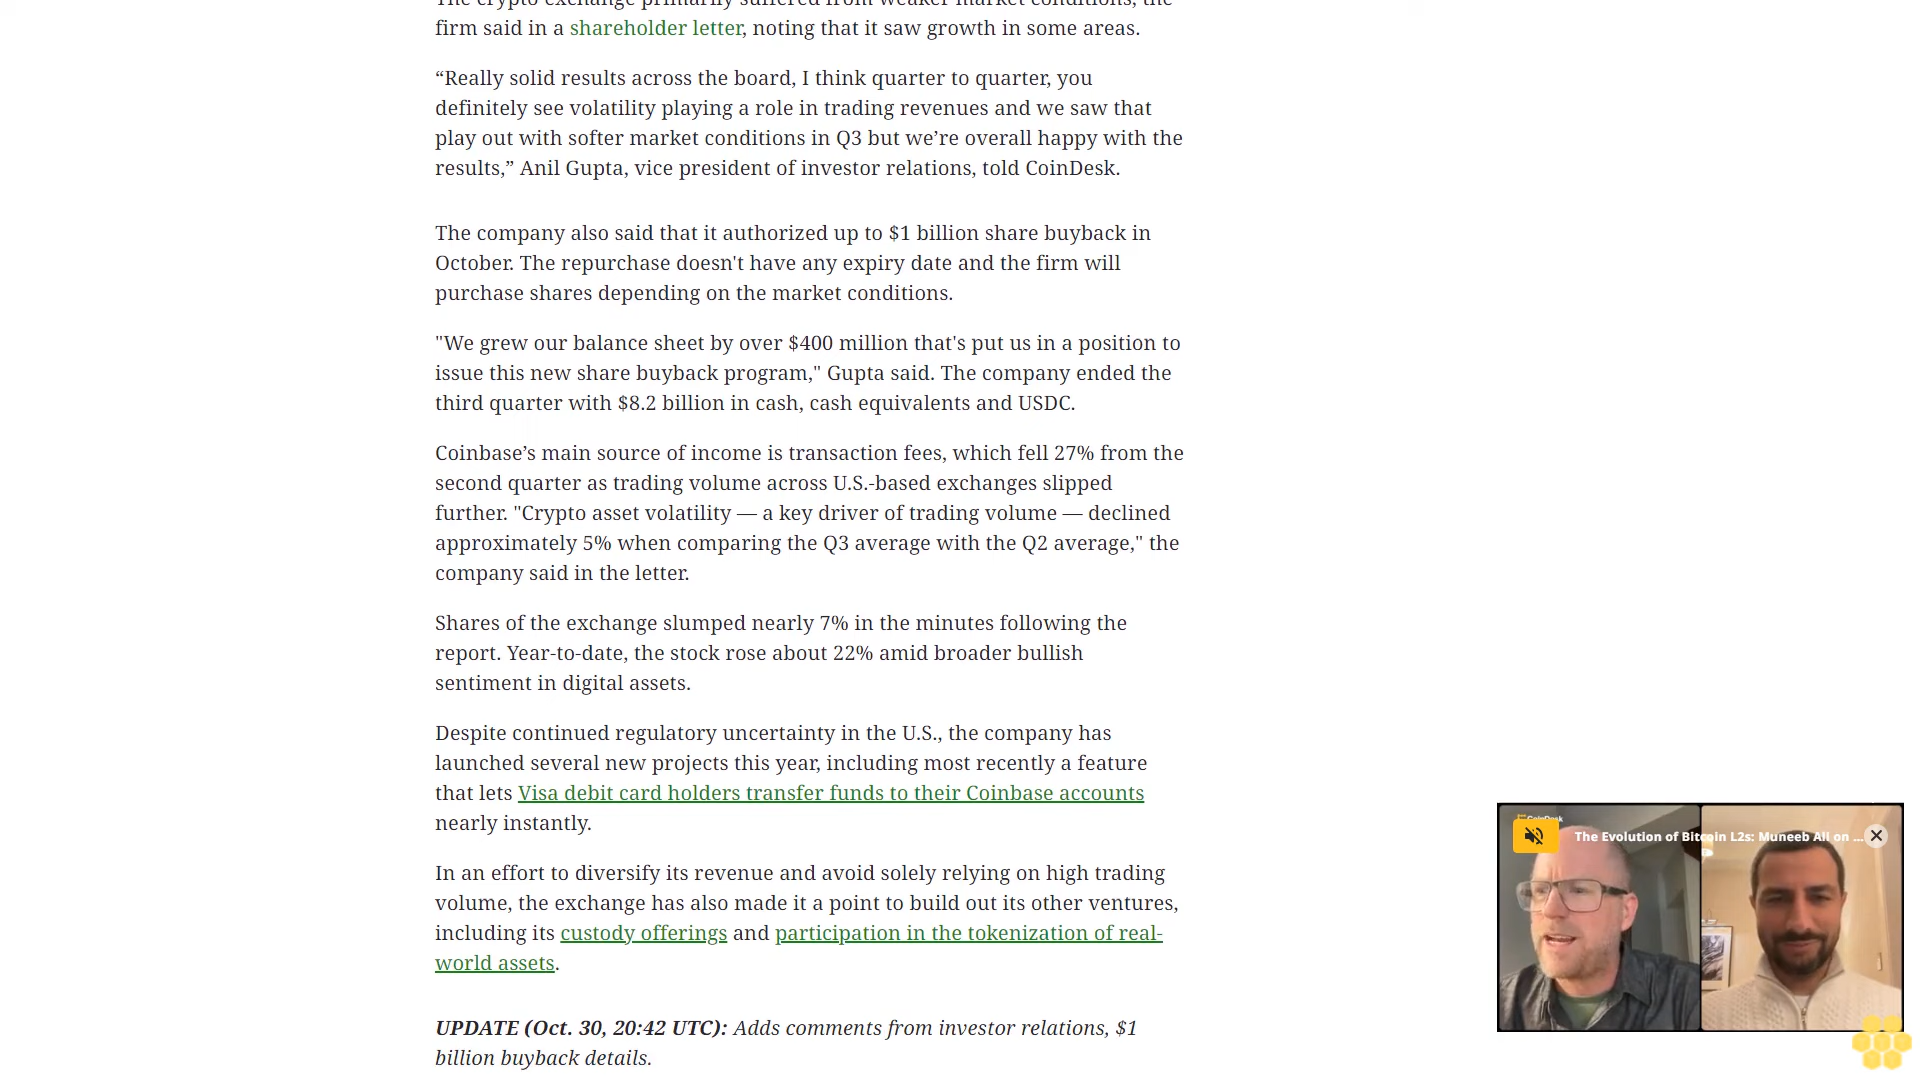 The crypto exchange primarily suffered from weaker market conditions, the
firm said in a shareholder letter, noting that it saw growth in some areas.
“Really solid results across the board, I think quarter to quarter, you
definitely see volatility playing a role in trading revenues and we saw that
play out with softer market conditions in Q3 but we’re overall happy with the
results,” Anil Gupta, vice president of investor relations, told CoinDesk.
The company also said that it authorized up to $1 billion share buyback in
October. The repurchase doesn't have any expiry date and the firm will
purchase shares depending on the market conditions.
"We grew our balance sheet by over $400 million that's put us in a position to
issue this new share buyback program," Gupta said. The company ended the
third quarter with $8.2 billion in cash, cash equivalents and USDC.
Coinbase’s main source of income is transaction fees, which fell 27% from the
second quarter as trading volume across U.S.-based exchanges slipped
further. "Crypto asset volatility — a key driver of trading volume — declined
approximately 5% when comparing the Q3 average with the Q2 average," the
company said in the letter.
Shares of the exchange slumped nearly 7% in the minutes following the
report. Year-to-date, the stock rose about 22% amid broader bullish
sentiment in digital assets.
Despite continued regulatory uncertainty in the U.S., the company has
launched several new projects this year, including most recently a feature
that lets Visa debit card holders transfer funds to their Coinbase accounts
nearly instantly.
In an effort to diversify its revenue and avoid solely relying on high trading
volume, the exchange has also made it a point to build out its other ventures,
including its custody offerings and participation in the tokenization of real-
world assets.
UPDATE (Oct. 30, 20:42 UTC): Adds comments from investor relations, $1
billion buyback details.
CoinDesk
The Evolution of Bitcoin L2s: Muneeb Ali on ...